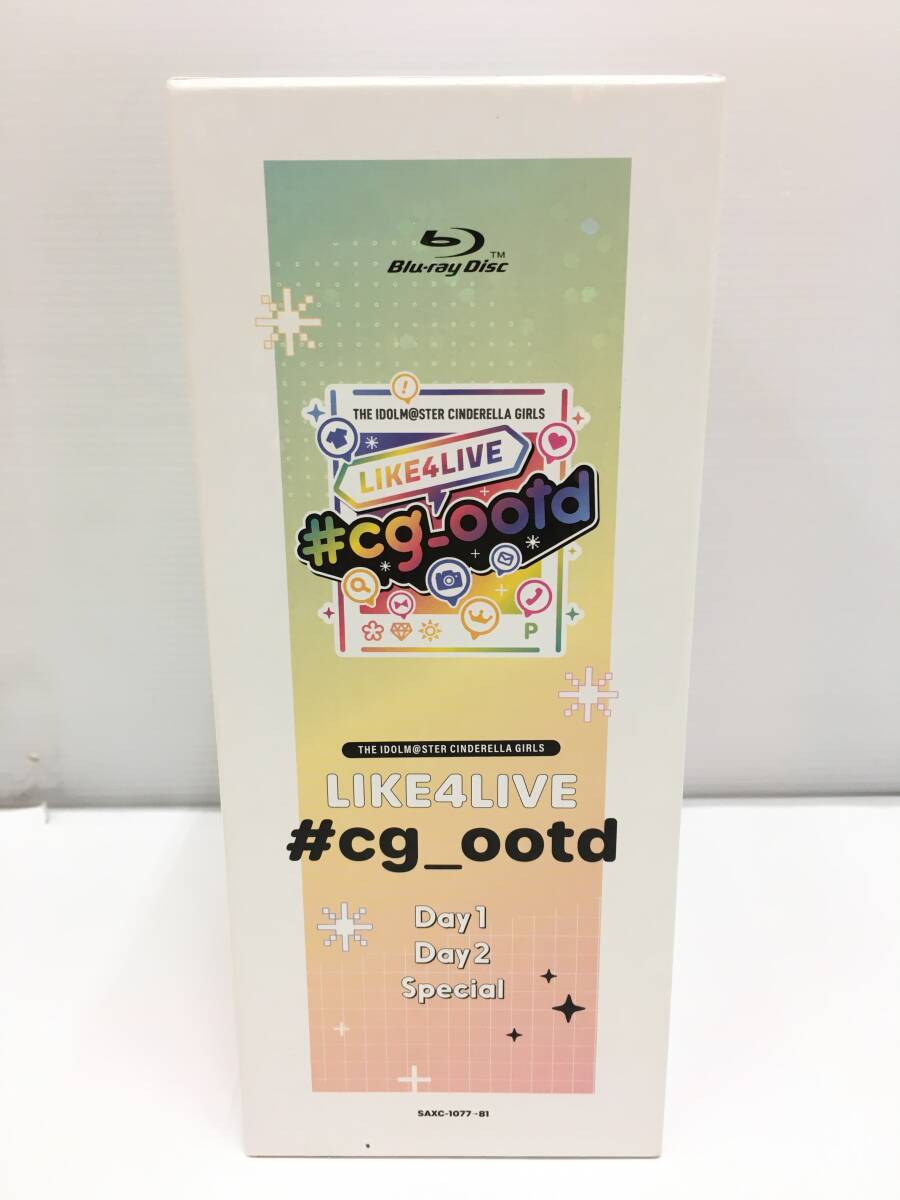 Blu-ray Disc™
THE IDOLM@STER CINDERELLA GIRLS
LIKE4LIVE
#cg_ootd
P
THE IDOLM@STER CINDERELLA GIRLS
LIKE4LIVE
#cg_ootd
Day1
Day2
Special
SAXC-1077→81